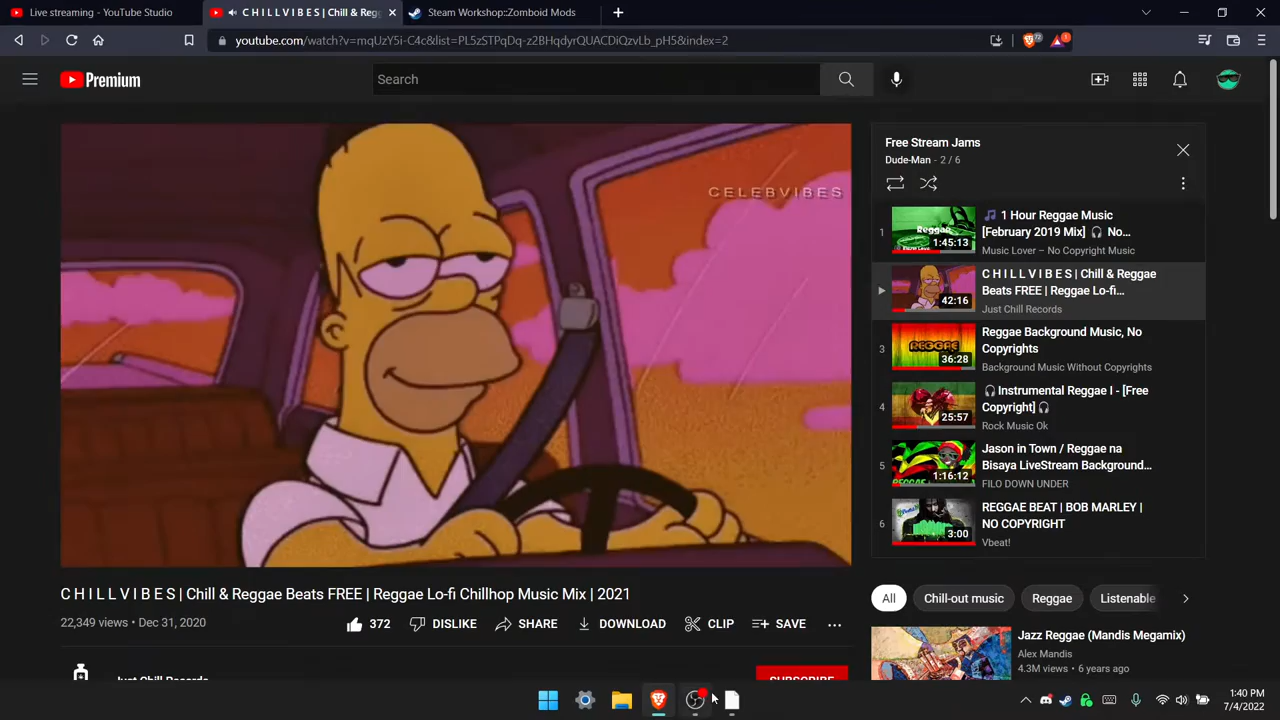 Live streaming - YouTube Studio
C H I L L V I B E S | Chill & Reg
Steam Workshop::Zomboid Mods
youtube.com/watch?v=mqUzY5i-C4c&list=PL5zSTPqDq-z2BHqdyrQUACDiQzvLb_pH5&index=2
72
1
Premium
Search
CELEBVIBES
Free Stream Jams
Dude-Man - 2 / 6
1
Reggae
1:45:13
🎵 1 Hour Reggae Music
[February 2019 Mix] 🎧 No...
Music Lover – No Copyright Music
42:16
C H I L L V I B E S | Chill & Reggae
Beats FREE | Reggae Lo-fi...
Just Chill Records
3
REGGAE
36:28
Reggae Background Music, No
Copyrights
Background Music Without Copyrights
4
25:57
🎧Instrumental Reggae I - [Free
Copyright]🎧
Rock Music Ok
5
1:16:12
Jason in Town / Reggae na
Bisaya LiveStream Background...
FILO DOWN UNDER
6
3:00
REGGAE BEAT | BOB MARLEY |
NO COPYRIGHT
Vbeat!
C H I L L V I B E S | Chill & Reggae Beats FREE | Reggae Lo-fi Chillhop Music Mix | 2021
22,349 views • Dec 31, 2020
372
DISLIKE
SHARE
DOWNLOAD
CLIP
SAVE
Just Chill Records
SUBSCRIBE
All
Chill-out music
Reggae
Listenable
Jazz Reggae (Mandis Megamix)
Alex Mandis
4.3M views • 6 years ago
1:40 PM
7/4/2022